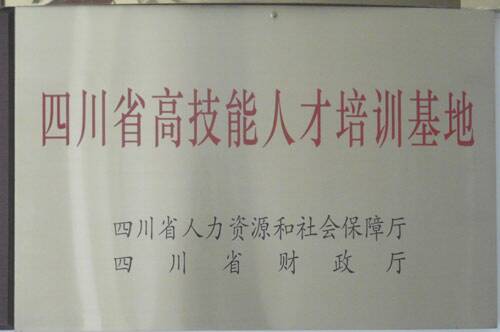 四川省高技能人才培训基地
四川省人力资源和社会保障厅
四川省财政厅